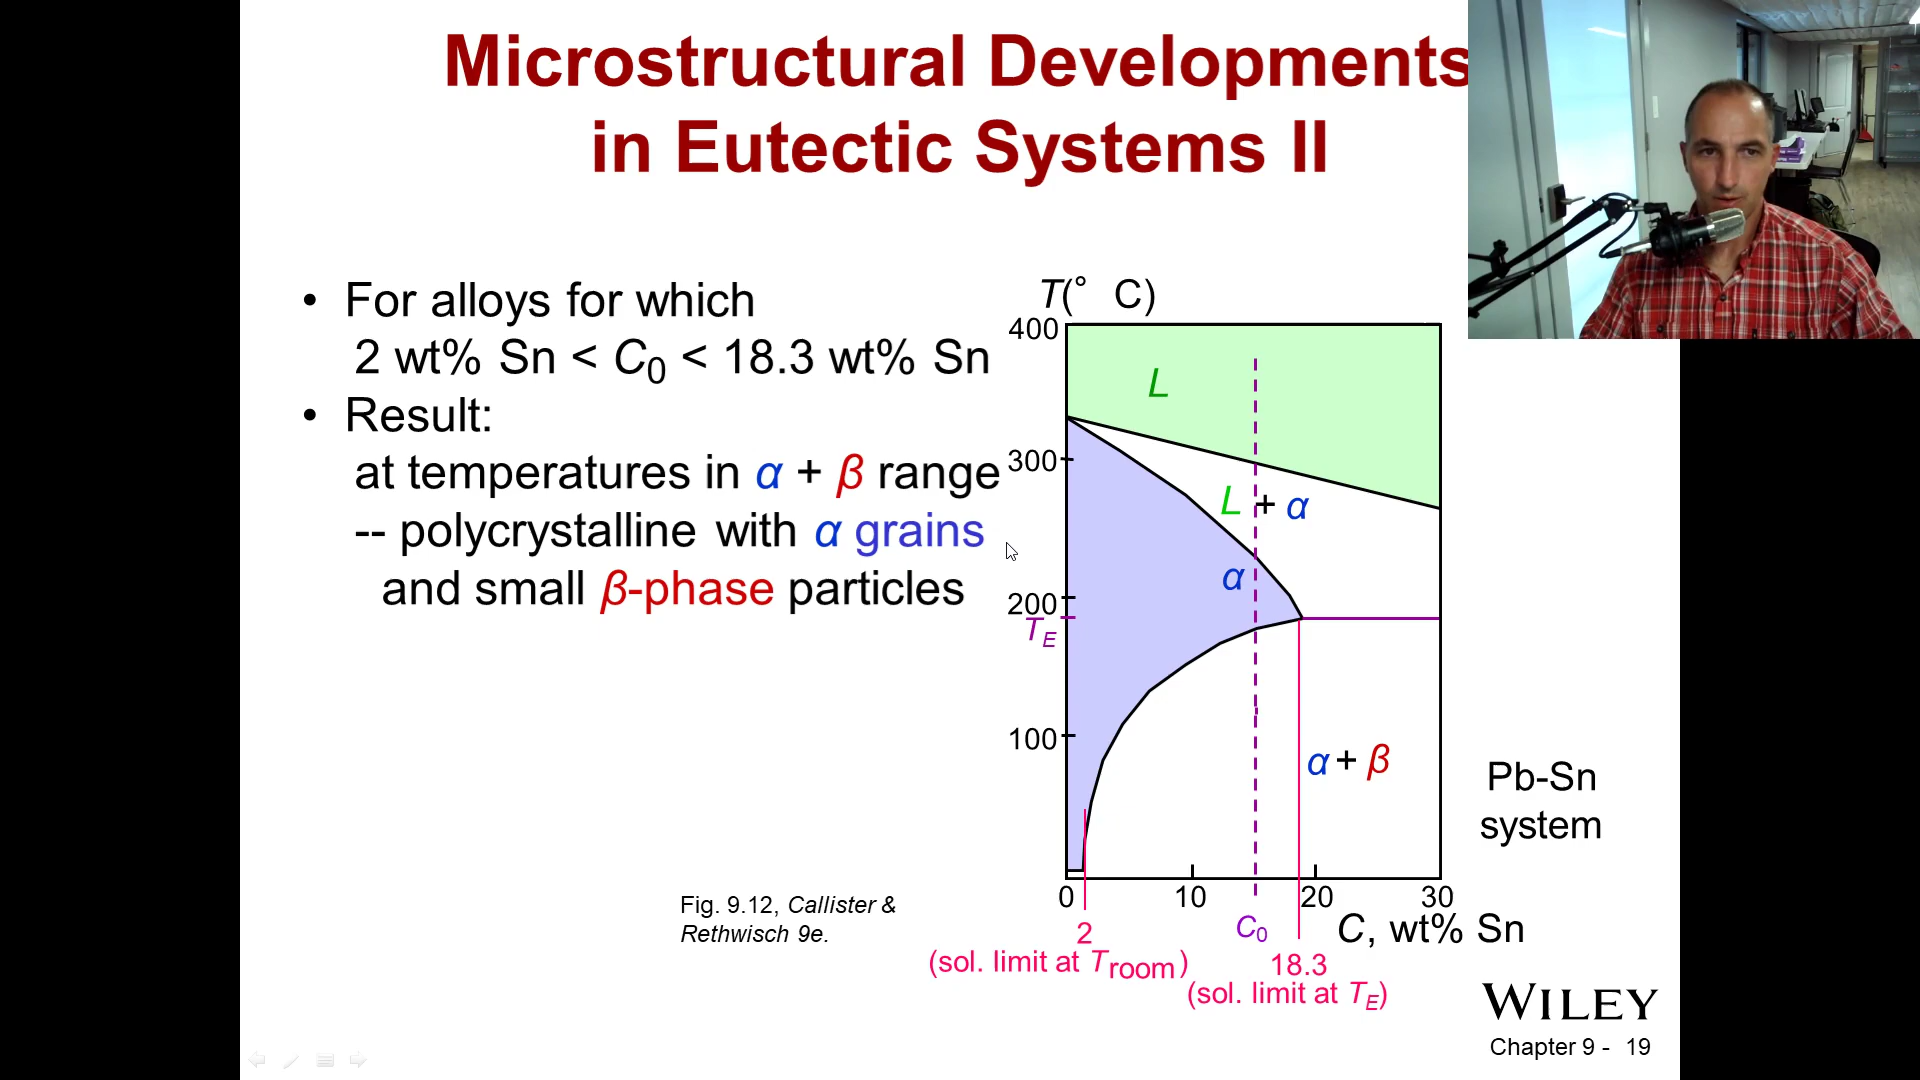 Microstructural Developments
in Eutectic Systems II
• For alloys for which
2 wt% Sn < C0 < 18.3 wt% Sn
• Result:
at temperatures in α + β range
-- polycrystalline with α grains
and small β-phase particles
T(° C)
400
L
300
L + α
α
200
TE
100
α + β
Pb-Sn
system
0
10
20
30
C0
C, wt% Sn
2
(sol. limit at Troom)
18.3
(sol. limit at TE)
Fig. 9.12, Callister &
Rethwisch 9e.
WILEY
Chapter 9 - 19